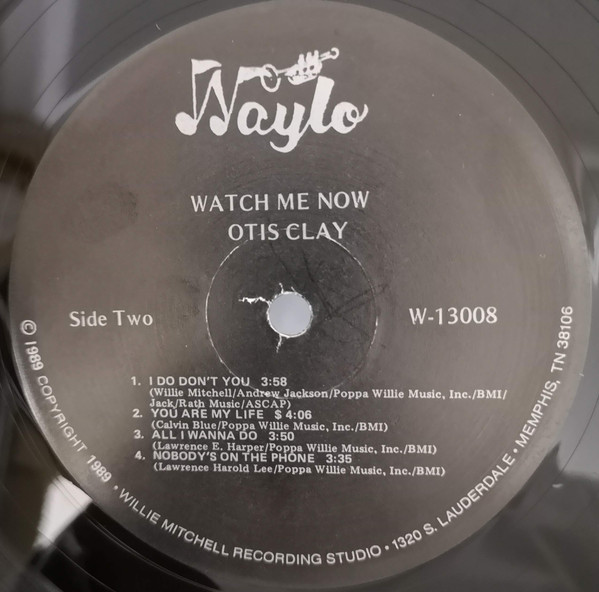 Waylo
WATCH ME NOW
OTIS CLAY
Side Two
W-13008
1. I DO DON'T YOU 3:58
(Willie Mitchell/Andrew Jackson/Poppa Willie Music, Inc./BMI/
Jack/Rath Music/ASCAP)
2. YOU ARE MY LIFE $ 4:06
(Calvin Blue/Poppa Willie Music, Inc./BMI)
3. ALL I WANNA DO 3:50
(Lawrence E. Harper/Poppa Willie Music, Inc./BMI)
4. NOBODY'S ON THE PHONE 3:35
(Lawrence Harold Lee/Poppa Willie Music, Inc./BMI)
© 1989 COPYRIGHT 1989 • WILLIE MITCHELL RECORDING STUDIO • 1320 S. LAUDERDALE • MEMPHIS, TN 38106